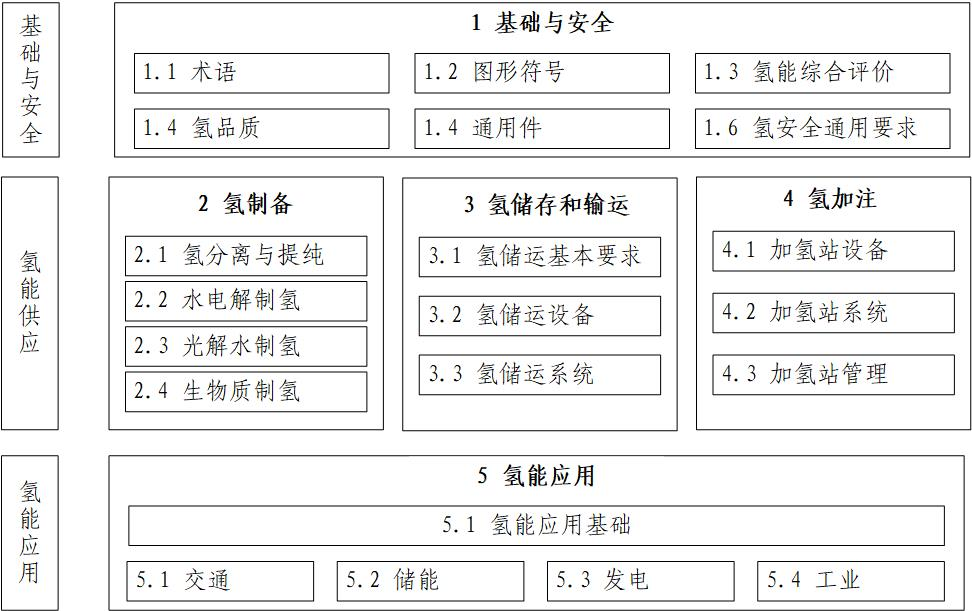 基础与安全
1 基础与安全
1.1 术语
1.2 图形符号
1.3 氢能综合评价
1.4 氢品质
1.4 通用件
1.6 氢安全通用要求
氢能供应
2 氢制备
2.1 氢分离与提纯
2.2 水电解制氢
2.3 光解水制氢
2.4 生物质制氢
3 氢储存和输运
3.1 氢储运基本要求
3.2 氢储运设备
3.3 氢储运系统
4 氢加注
4.1 加氢站设备
4.2 加氢站系统
4.3 加氢站管理
氢能应用
5 氢能应用
5.1 氢能应用基础
5.1 交通
5.2 储能
5.3 发电
5.4 工业